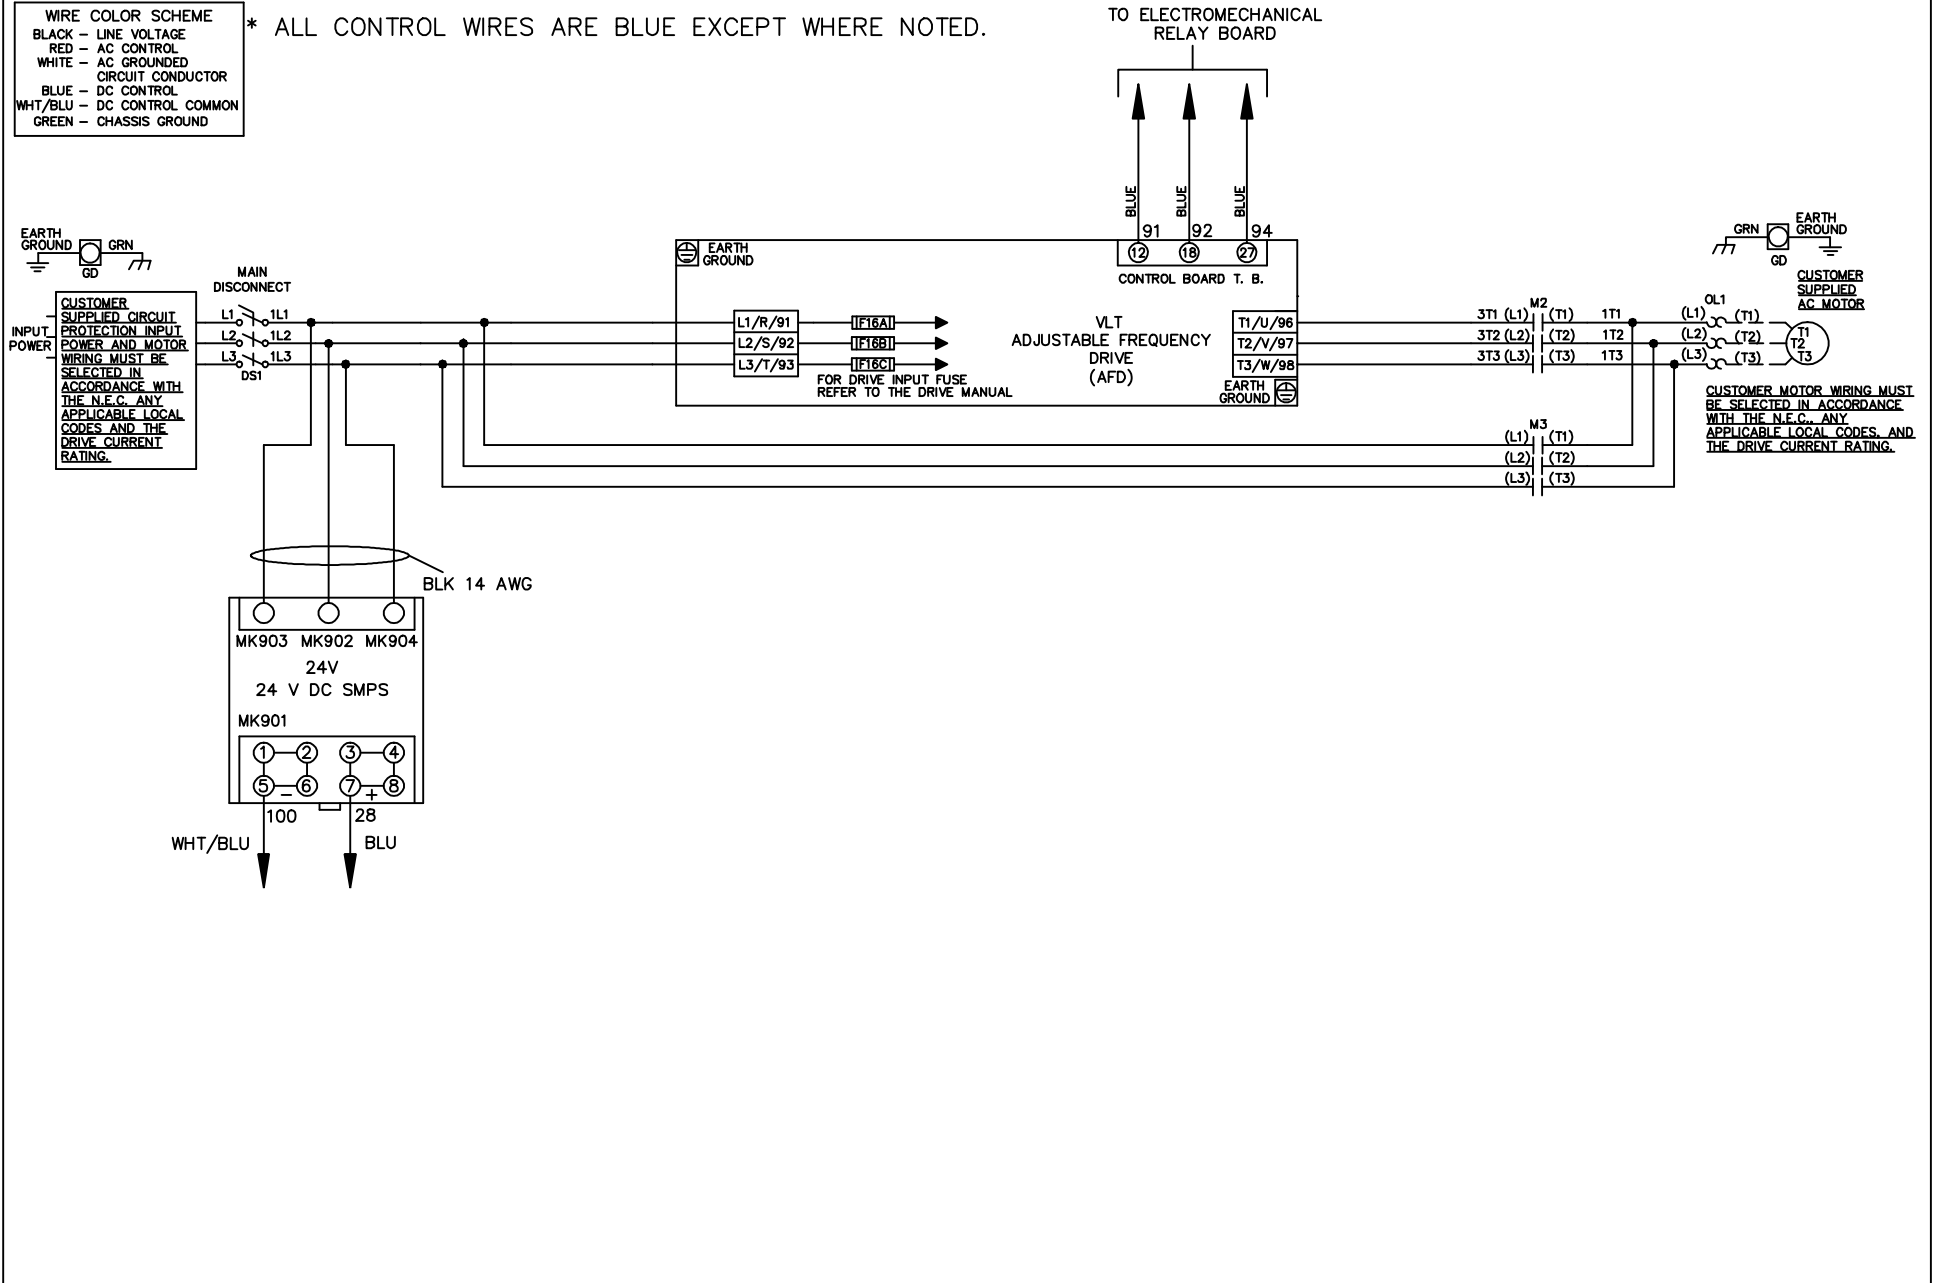 WIRE COLOR SCHEME
BLACK – LINE VOLTAGE
RED – AC CONTROL
WHITE – AC GROUNDED
CIRCUIT CONDUCTOR
BLUE – DC CONTROL
WHT/BLU – DC CONTROL COMMON
GREEN – CHASSIS GROUND
* ALL CONTROL WIRES ARE BLUE EXCEPT WHERE NOTED.
TO ELECTROMECHANICAL
RELAY BOARD
BLUE
BLUE
BLUE
91 92 94
12 18 27
CONTROL BOARD T. B.
EARTH
GROUND
GRN
GD
INPUT
POWER
CUSTOMER
SUPPLIED CIRCUIT
PROTECTION INPUT
POWER AND MOTOR
WIRING MUST BE
SELECTED IN
ACCORDANCE WITH
THE N.E.C. ANY
APPLICABLE LOCAL
CODES AND THE
DRIVE CURRENT
RATING.
MAIN
DISCONNECT
L1 1L1
L2 1L2
L3 1L3
DS1
EARTH
GROUND
L1/R/91
L2/S/92
L3/T/93
F16A
F16B
F16C
FOR DRIVE INPUT FUSE
REFER TO THE DRIVE MANUAL
VLT
ADJUSTABLE FREQUENCY
DRIVE
(AFD)
T1/U/96
T2/V/97
T3/W/98
EARTH
GROUND
M2
3T1 (L1) (T1) 1T1
3T2 (L2) (T2) 1T2
3T3 (L3) (T3) 1T3
M3
(L1) (T1)
(L2) (T2)
(L3) (T3)
OL1
(L1) (T1)
(L2) (T2)
(L3) (T3)
T1
T2
T3
GRN
EARTH
GROUND
GD
CUSTOMER
SUPPLIED
AC MOTOR
CUSTOMER MOTOR WIRING MUST
BE SELECTED IN ACCORDANCE
WITH THE N.E.C., ANY
APPLICABLE LOCAL CODES, AND
THE DRIVE CURRENT RATING.
BLK 14 AWG
MK903 MK902 MK904
24V
24 V DC SMPS
MK901
1 2 3 4
5 6 7 8
– +
100 28
WHT/BLU BLU